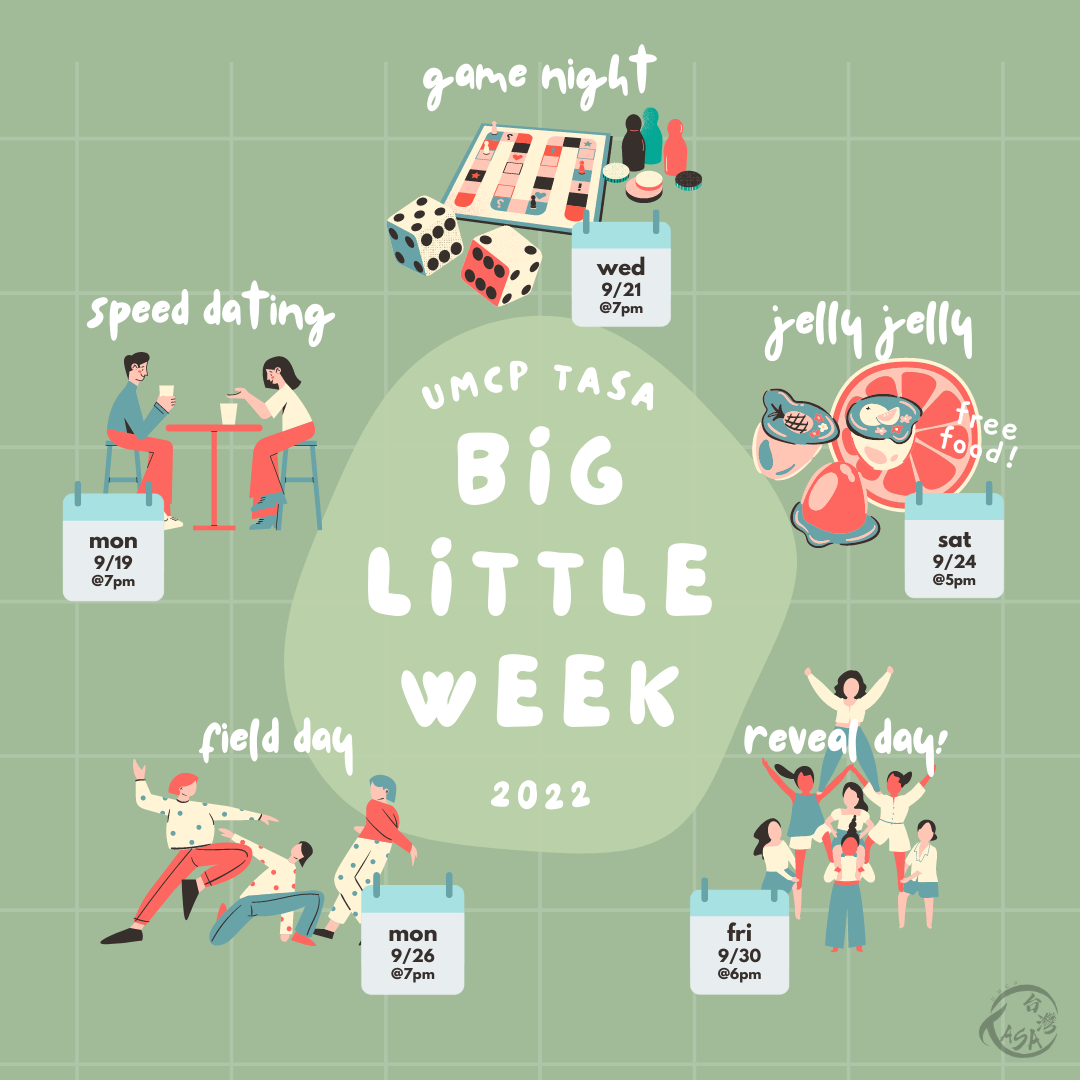 game night
wed
9/21
@7pm
speed dating
mon
9/19
@7pm
jelly jelly
free
food!
sat
9/24
@5pm
UMCP TASA
BiG
LiTTLE
wEEK
2022
field day
mon
9/26
@7pm
reveal day!
fri
9/30
@6pm
台
灣
TASA